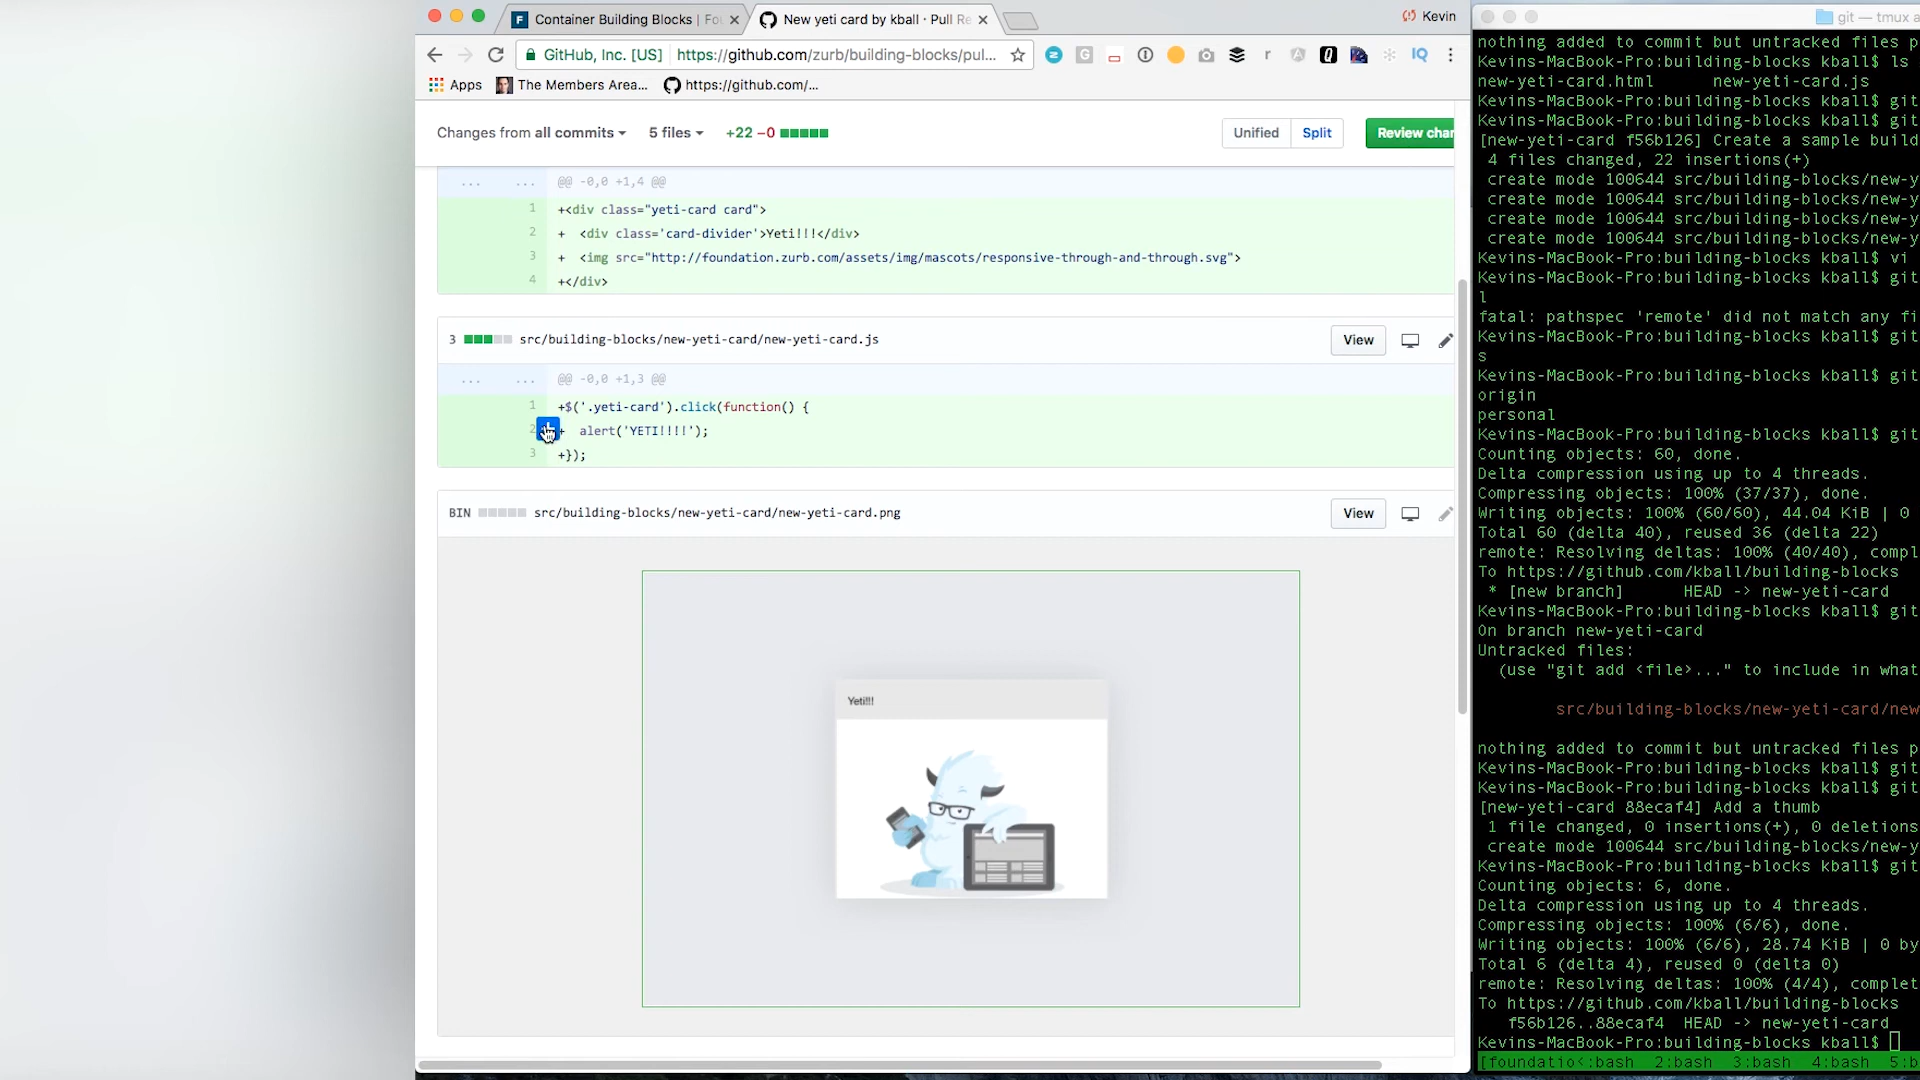 Container Building Blocks | Fo
New yeti card by kball · Pull Re
Kevin
GitHub, Inc. [US]
https://github.com/zurb/building-blocks/pul...
Apps
The Members Area...
https://github.com/...
Changes from all commits
5 files
+22 −0
Unified
Split
Review chan
... ... @@ -0,0 +1,4 @@
1 +<div class="yeti-card card">
2 + <div class='card-divider'>Yeti!!!</div>
3 + <img src="http://foundation.zurb.com/assets/img/mascots/responsive-through-and-through.svg">
4 +</div>
3 src/building-blocks/new-yeti-card/new-yeti-card.js
View
... ... @@ -0,0 +1,3 @@
1 +$('.yeti-card').click(function() {
2 + alert('YETI!!!!');
3 +});
BIN src/building-blocks/new-yeti-card/new-yeti-card.png
View
Yeti!!!
git — tmux a
nothing added to commit but untracked files p
Kevins-MacBook-Pro:building-blocks kball$ ls
new-yeti-card.html new-yeti-card.js
Kevins-MacBook-Pro:building-blocks kball$ git
Kevins-MacBook-Pro:building-blocks kball$ git
[new-yeti-card f56b126] Create a sample build
4 files changed, 22 insertions(+)
create mode 100644 src/building-blocks/new-y
create mode 100644 src/building-blocks/new-y
create mode 100644 src/building-blocks/new-y
create mode 100644 src/building-blocks/new-y
Kevins-MacBook-Pro:building-blocks kball$ vi
Kevins-MacBook-Pro:building-blocks kball$ git
l
fatal: pathspec 'remote' did not match any fi
Kevins-MacBook-Pro:building-blocks kball$ git
s
Kevins-MacBook-Pro:building-blocks kball$ git
origin
personal
Kevins-MacBook-Pro:building-blocks kball$ git
Counting objects: 60, done.
Delta compression using up to 4 threads.
Compressing objects: 100% (37/37), done.
Writing objects: 100% (60/60), 44.04 KiB | 0
Total 60 (delta 40), reused 36 (delta 22)
remote: Resolving deltas: 100% (40/40), compl
To https://github.com/kball/building-blocks
* [new branch] HEAD -> new-yeti-card
Kevins-MacBook-Pro:building-blocks kball$ git
On branch new-yeti-card
Untracked files:
(use "git add <file>..." to include in what
src/building-blocks/new-yeti-card/new
nothing added to commit but untracked files p
Kevins-MacBook-Pro:building-blocks kball$ git
Kevins-MacBook-Pro:building-blocks kball$ git
[new-yeti-card 88ecaf4] Add a thumb
1 file changed, 0 insertions(+), 0 deletions
create mode 100644 src/building-blocks/new-y
Kevins-MacBook-Pro:building-blocks kball$ git
Counting objects: 6, done.
Delta compression using up to 4 threads.
Compressing objects: 100% (6/6), done.
Writing objects: 100% (6/6), 28.74 KiB | 0 by
Total 6 (delta 4), reused 0 (delta 0)
remote: Resolving deltas: 100% (4/4), complet
To https://github.com/kball/building-blocks
f56b126..88ecaf4 HEAD -> new-yeti-card
Kevins-MacBook-Pro:building-blocks kball$
[foundatio<:bash 2:bash 3:bash 4:bash 5:b